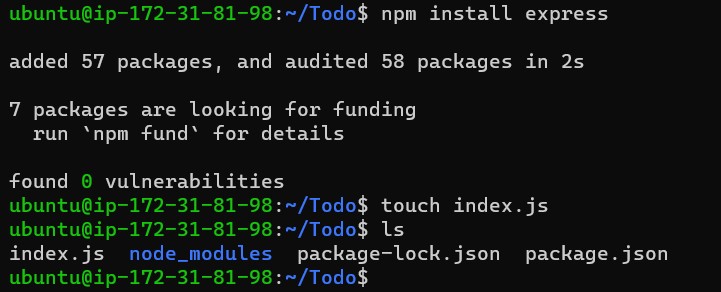 ubuntu@ip-172-31-81-98:~/Todo$ npm install express
added 57 packages, and audited 58 packages in 2s
7 packages are looking for funding
  run `npm fund` for details
found 0 vulnerabilities
ubuntu@ip-172-31-81-98:~/Todo$ touch index.js
ubuntu@ip-172-31-81-98:~/Todo$ ls
index.js  node_modules  package-lock.json  package.json
ubuntu@ip-172-31-81-98:~/Todo$